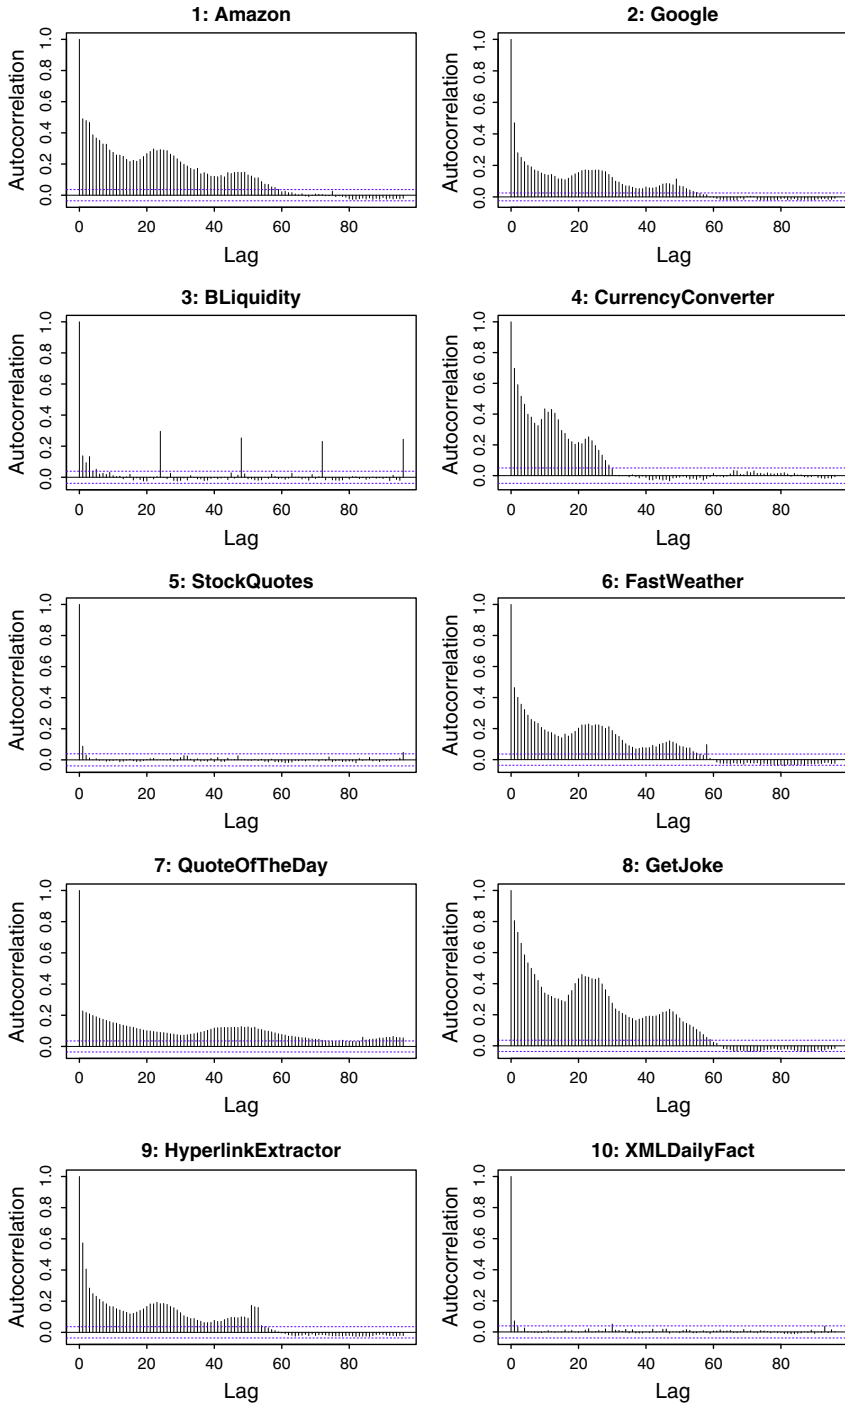 1: Amazon
Autocorrelation
0.0 0.2 0.4 0.6 0.8 1.0
0 20 40 60 80
Lag
2: Google
Autocorrelation
0.0 0.2 0.4 0.6 0.8 1.0
0 20 40 60 80
Lag
3: BLiquidity
Autocorrelation
0.0 0.2 0.4 0.6 0.8 1.0
0 20 40 60 80
Lag
4: CurrencyConverter
Autocorrelation
0.0 0.2 0.4 0.6 0.8 1.0
0 20 40 60 80
Lag
5: StockQuotes
Autocorrelation
0.0 0.2 0.4 0.6 0.8 1.0
0 20 40 60 80
Lag
6: FastWeather
Autocorrelation
0.0 0.2 0.4 0.6 0.8 1.0
0 20 40 60 80
Lag
7: QuoteOfTheDay
Autocorrelation
0.0 0.2 0.4 0.6 0.8 1.0
0 20 40 60 80
Lag
8: GetJoke
Autocorrelation
0.0 0.2 0.4 0.6 0.8 1.0
0 20 40 60 80
Lag
9: HyperlinkExtractor
Autocorrelation
0.0 0.2 0.4 0.6 0.8 1.0
0 20 40 60 80
Lag
10: XMLDailyFact
Autocorrelation
0.0 0.2 0.4 0.6 0.8 1.0
0 20 40 60 80
Lag